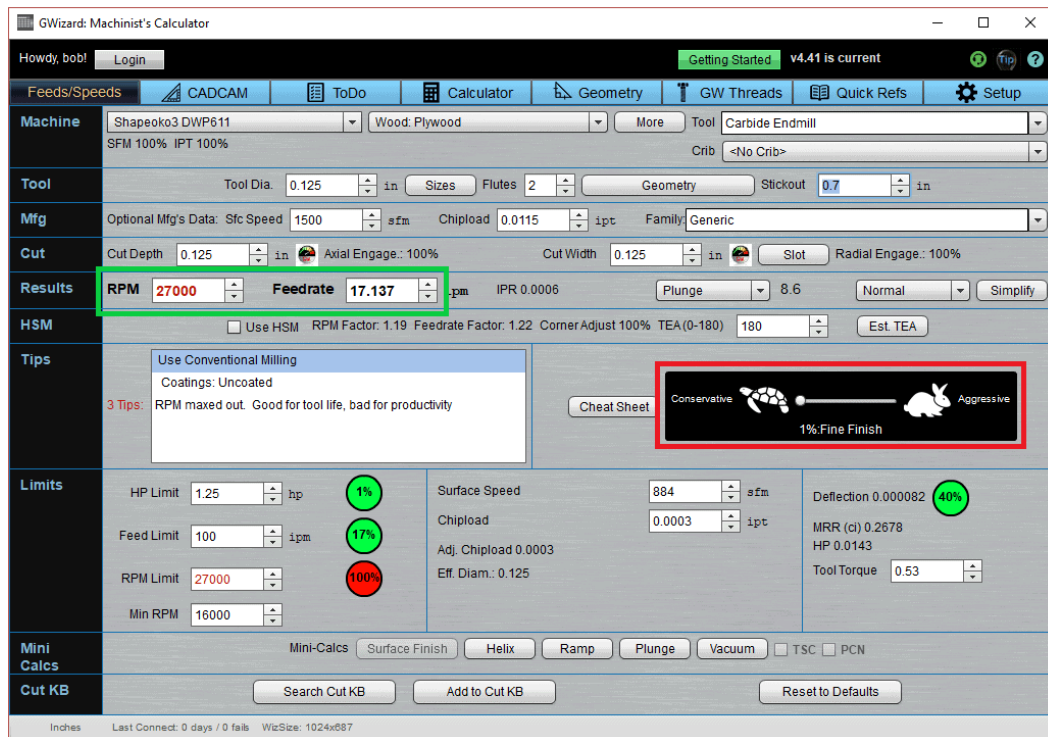 GWizard: Machinist's Calculator
Howdy, bob! Login Getting Started v4.41 is current Tip ?
Feeds/Speeds CADCAM ToDo Calculator Geometry GW Threads Quick Refs Setup
Machine Shapeoko3 DWP611 Wood: Plywood More Tool Carbide Endmill
SFM 100% IPT 100%
Crib <No Crib>
Tool Tool Dia. 0.125 in Sizes Flutes 2 Geometry Stickout 0.7 in
Mfg Optional Mfg's Data: Sfc Speed 1500 sfm Chipload 0.0115 ipt Family: Generic
Cut Cut Depth 0.125 in Axial Engage.: 100% Cut Width 0.125 in Slot Radial Engage.: 100%
Results RPM 27000 Feedrate 17.137 ipm IPR 0.0006 Plunge 8.6 Normal Simplify
HSM Use HSM RPM Factor: 1.19 Feedrate Factor: 1.22 Corner Adjust 100% TEA (0-180) 180 Est. TEA
Tips
Use Conventional Milling
Coatings: Uncoated
3 Tips: RPM maxed out. Good for tool life, bad for productivity
Cheat Sheet
Conservative Aggressive
1%:Fine Finish
Limits
HP Limit 1.25 hp 1%
Feed Limit 100 ipm 17%
RPM Limit 27000 100%
Min RPM 16000
Surface Speed 884 sfm
Chipload 0.0003 ipt
Adj. Chipload 0.0003
Eff. Diam.: 0.125
Deflection 0.000082 40%
MRR (ci) 0.2678
HP 0.0143
Tool Torque 0.53
Mini Calcs Mini-Calcs Surface Finish Helix Ramp Plunge Vacuum TSC PCN
Cut KB Search Cut KB Add to Cut KB Reset to Defaults
Inches Last Connect: 0 days / 0 fails WizSize: 1024x687